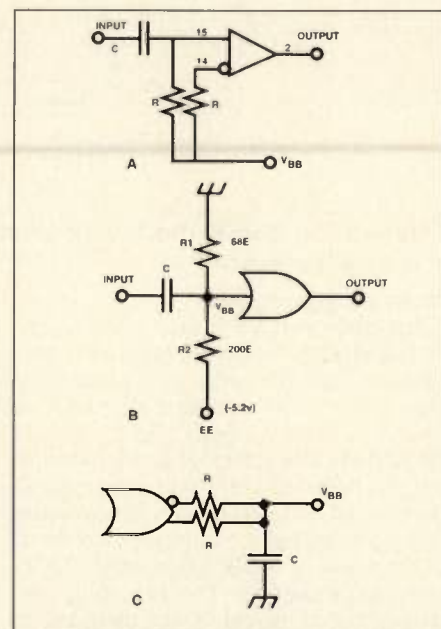 INPUT
C
15
14
2
OUTPUT
R
R
VBB
A
R1
68E
INPUT
C
VBB
OUTPUT
R2
200E
(-5.2v)
EE
B
R
R
VBB
C
C